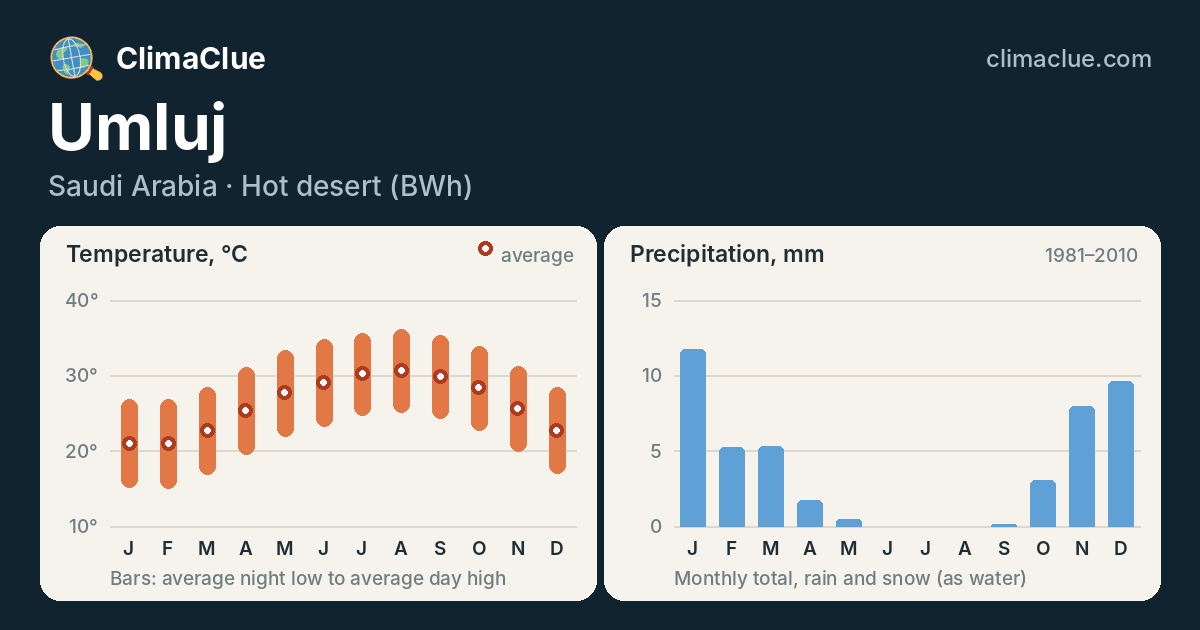 ClimaClue
climaclue.com
Umluj
Saudi Arabia · Hot desert (BWh)
Temperature, °C
average
40°
30°
20°
10°
J F M A M J J A S O N D
Bars: average night low to average day high
Precipitation, mm
1981–2010
15
10
5
0
J F M A M J J A S O N D
Monthly total, rain and snow (as water)